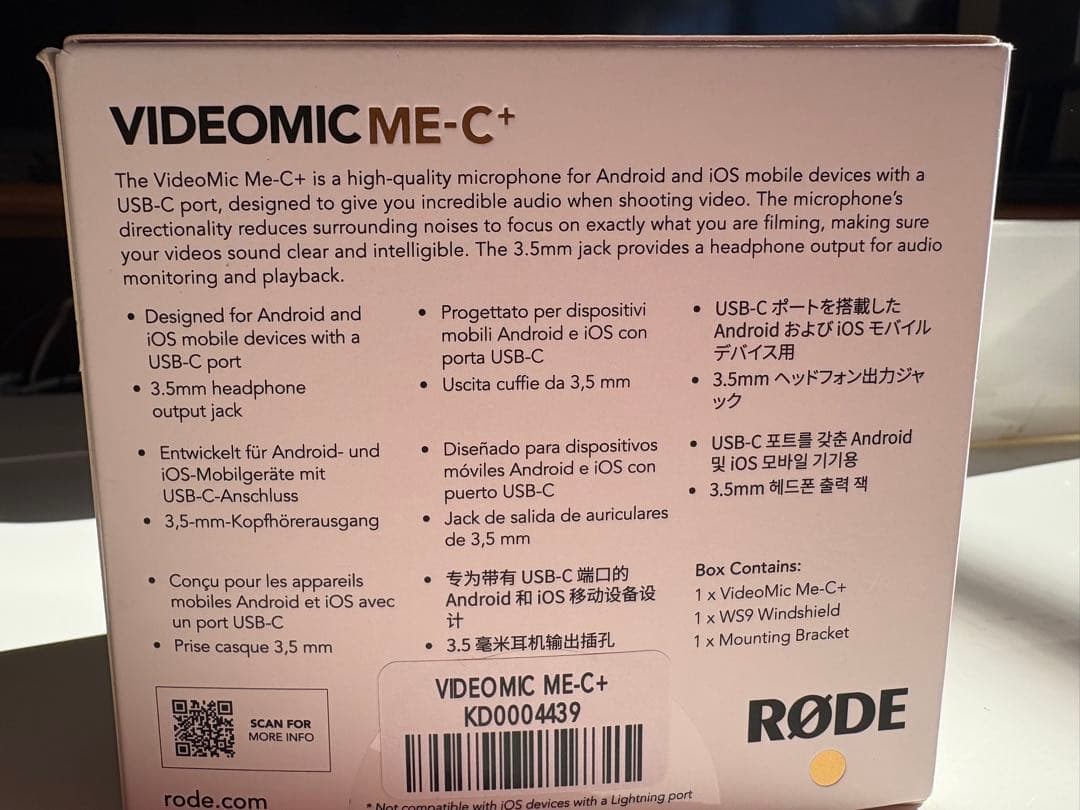 VIDEOMIC ME-C+
The VideoMic Me-C+ is a high-quality microphone for Android and iOS mobile devices with a
USB-C port, designed to give you incredible audio when shooting video. The microphone's
directionality reduces surrounding noises to focus on exactly what you are filming, making sure
your videos sound clear and intelligible. The 3.5mm jack provides a headphone output for audio
monitoring and playback.
• Designed for Android and
iOS mobile devices with a
USB-C port
• 3.5mm headphone
output jack
• Entwickelt für Android- und
iOS-Mobilgeräte mit
USB-C-Anschluss
• 3,5-mm-Kopfhörerausgang
• Conçu pour les appareils
mobiles Android et iOS avec
un port USB-C
• Prise casque 3,5 mm
• Progettato per dispositivi
mobili Android e iOS con
porta USB-C
• Uscita cuffie da 3,5 mm
• Diseñado para dispositivos
móviles Android e iOS con
puerto USB-C
• Jack de salida de auriculares
de 3,5 mm
• 专为带有 USB-C 端口的
Android 和 iOS 移动设备设
计
• 3.5 毫米耳机输出插孔
• USB-C ポートを搭載した
Android および iOS モバイル
デバイス用
• 3.5mm ヘッドフォン出力ジャ
ック
• USB-C 포트를 갖춘 Android
및 iOS 모바일 기기용
• 3.5mm 헤드폰 출력 잭
Box Contains:
1 x VideoMic Me-C+
1 x WS9 Windshield
1 x Mounting Bracket
SCAN FOR
MORE INFO
rode.com
VIDEOMIC ME-C+
KD0004439
* Not compatible with iOS devices with a Lightning port
RØDE